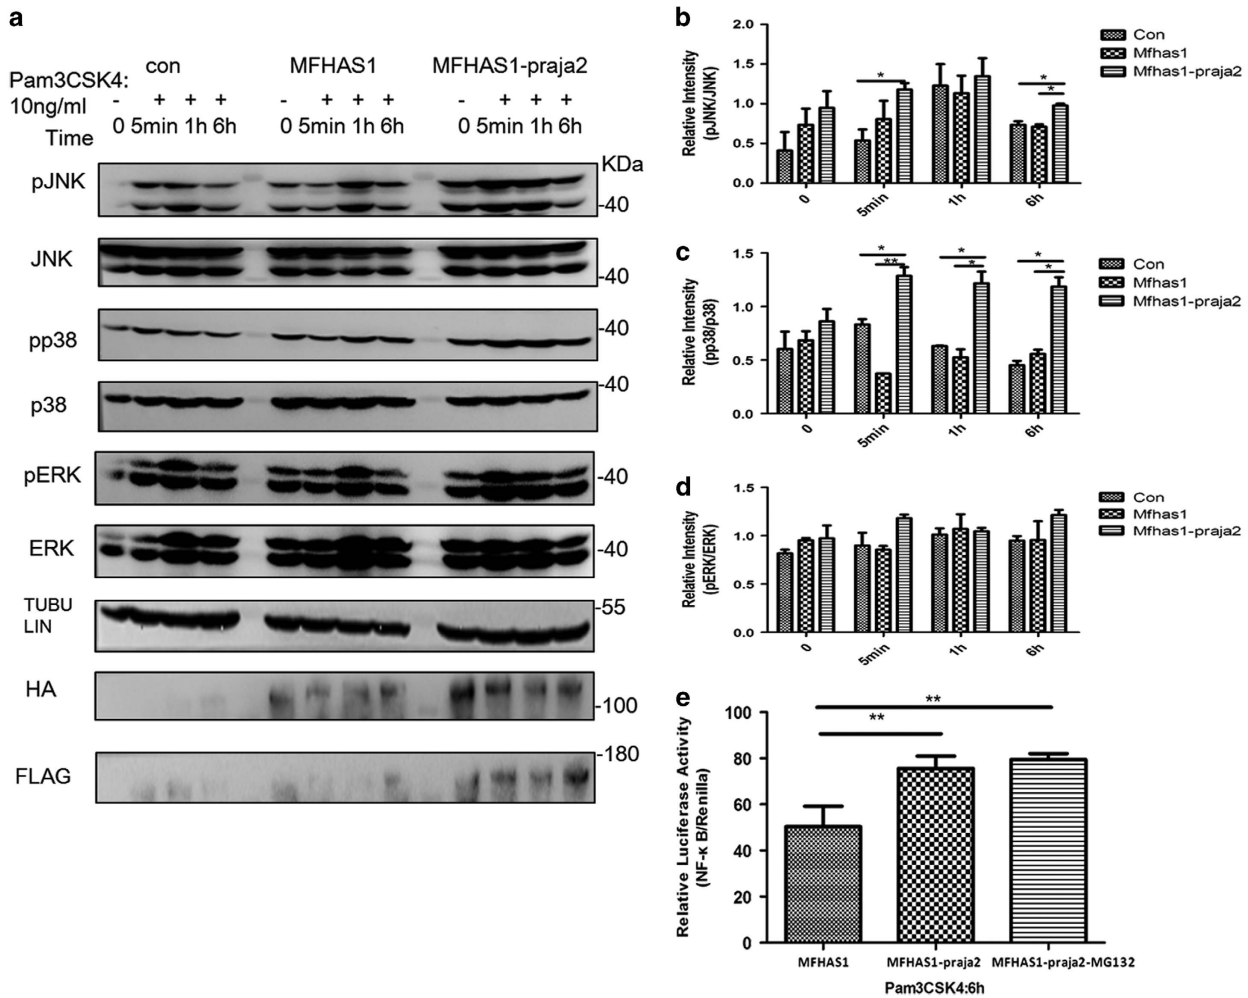 a
con MFHAS1 MFHAS1-praja2
Pam3CSK4:
10ng/ml - + + + - + + + - + + +
Time 0 5min 1h 6h 0 5min 1h 6h 0 5min 1h 6h
KDa
pJNK
-40
JNK
-40
pp38
-40
p38
-40
pERK
-40
ERK
-40
TUBU
LIN
-55
HA
-100
FLAG
-180
b
Relative Intensity
(pJNK/JNK)
2.0
1.5
1.0
0.5
0.0
* * *
0 5min 1h 6h
Con
Mfhas1
Mfhas1-praja2
c
Relative Intensity
(pp38/p38)
1.5
1.0
0.5
0.0
* ** * * * *
0 5min 1h 6h
Con
Mfhas1
Mfhas1-praja2
d
Relative Intensity
(pERK/ERK)
1.5
1.0
0.5
0.0
0 5min 1h 6h
Con
Mfhas1
Mfhas1-praja2
e
Relative Luciferase Activity
(NF-κ B/Renilla)
100
80
60
40
20
0
**
**
MFHAS1 MFHAS1-praja2 MFHAS1-praja2-MG132
Pam3CSK4:6h